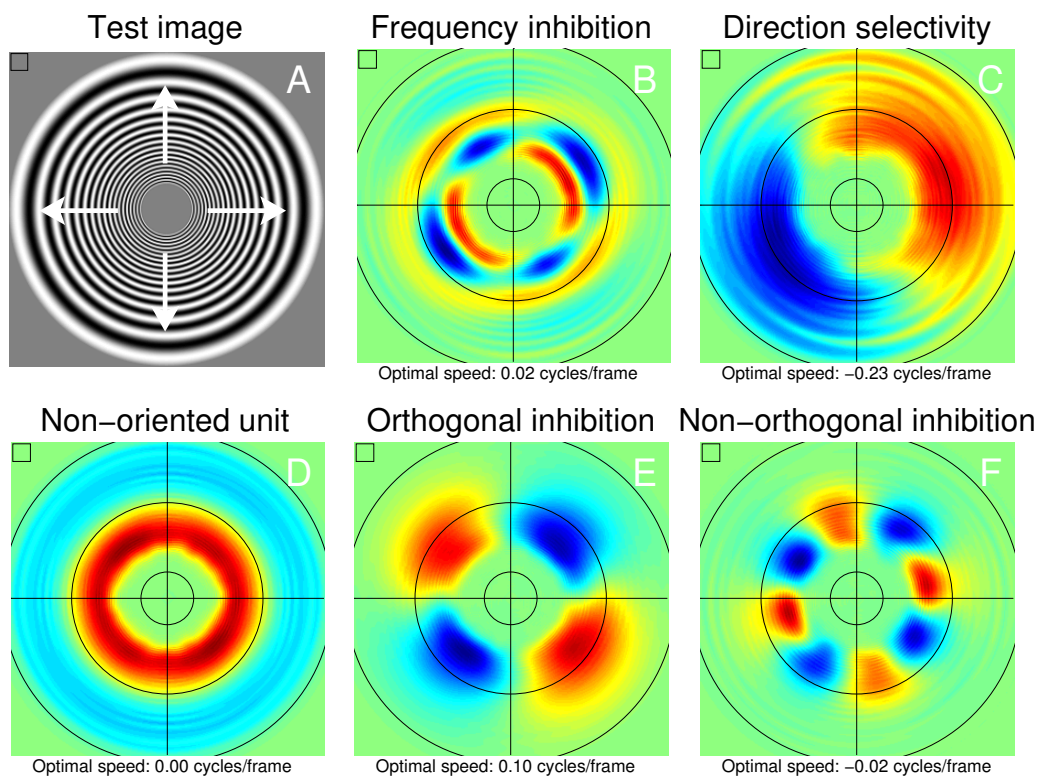 Test image
Frequency inhibition
Direction selectivity
A
B
C
Optimal speed: 0.02 cycles/frame
Optimal speed: −0.23 cycles/frame
Non−oriented unit
Orthogonal inhibition
Non−orthogonal inhibition
D
E
F
Optimal speed: 0.00 cycles/frame
Optimal speed: 0.10 cycles/frame
Optimal speed: −0.02 cycles/frame